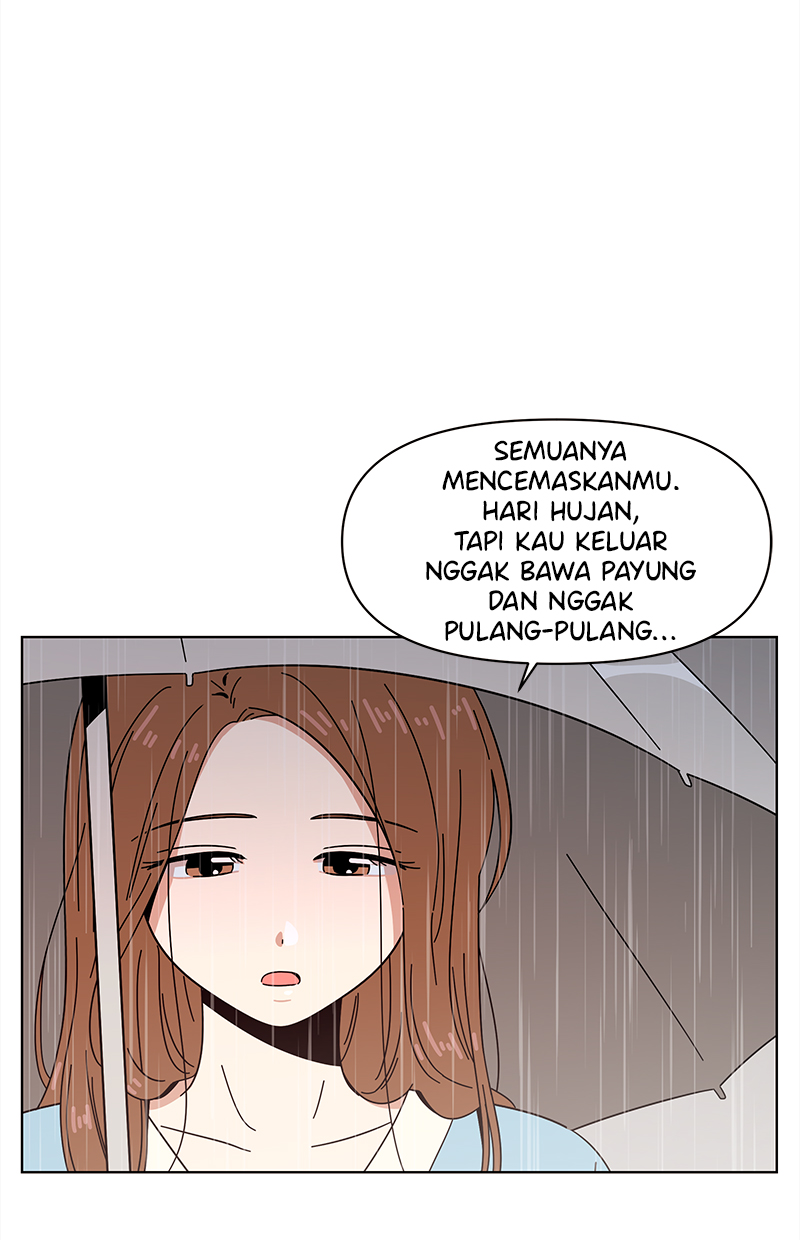 SEMUANYA
MENCEMASKANMU.
HARI HUJAN,
TAPI KAU KELUAR
NGGAK BAWA PAYUNG
DAN NGGAK
PULANG-PULANG...